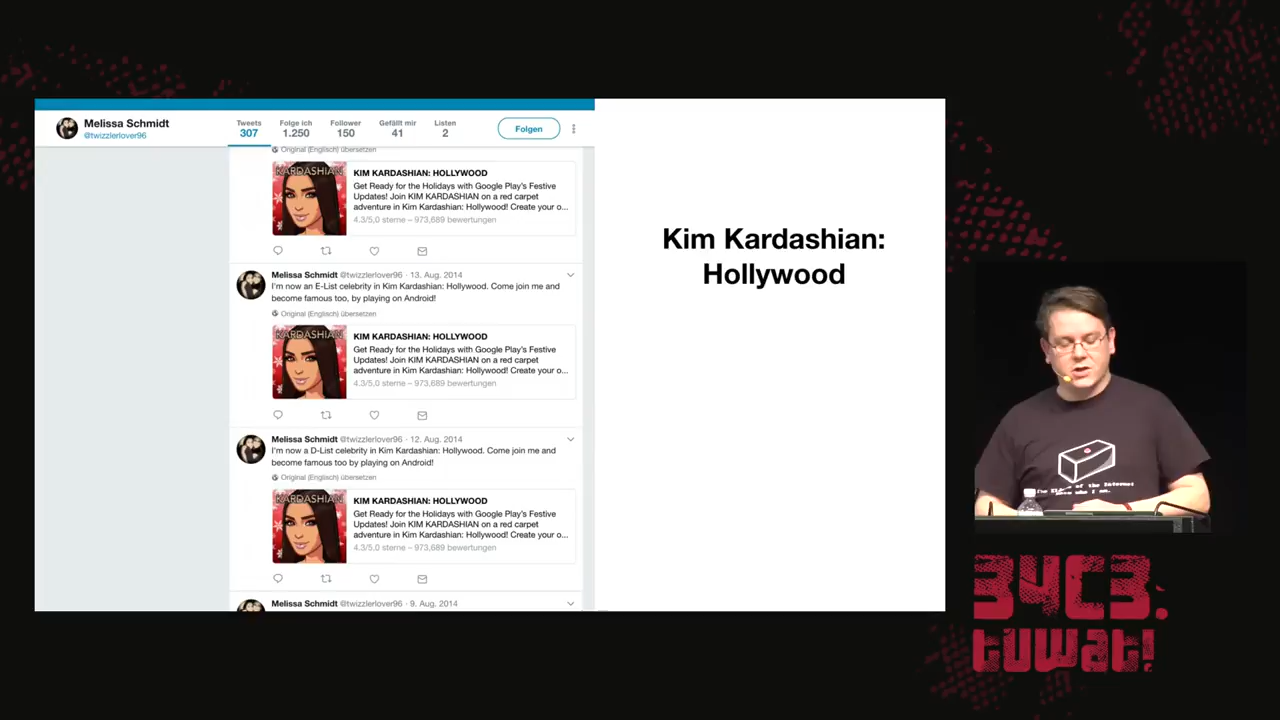 Melissa Schmidt
@twizzlerlover96
Tweets
307
Folge ich
1.250
Follower
150
Gefällt mir
41
Listen
2
Folgen
Original (Englisch) übersetzen
KARDASHIAN
KIM KARDASHIAN: HOLLYWOOD
Get Ready for the Holidays with Google Play's Festive
Updates! Join KIM KARDASHIAN on a red carpet
adventure in Kim Kardashian: Hollywood! Create your o...
4.3/5,0 sterne – 973,689 bewertungen
Melissa Schmidt @twizzlerlover96 · 13. Aug. 2014
I'm now an E-List celebrity in Kim Kardashian: Hollywood. Come join me and
become famous too, by playing on Android!
Original (Englisch) übersetzen
KARDASHIAN
KIM KARDASHIAN: HOLLYWOOD
Get Ready for the Holidays with Google Play's Festive
Updates! Join KIM KARDASHIAN on a red carpet
adventure in Kim Kardashian: Hollywood! Create your o...
4.3/5,0 sterne – 973,689 bewertungen
Melissa Schmidt @twizzlerlover96 · 12. Aug. 2014
I'm now a D-List celebrity in Kim Kardashian: Hollywood. Come join me and
become famous too by playing on Android!
Original (Englisch) übersetzen
KARDASHIAN
KIM KARDASHIAN: HOLLYWOOD
Get Ready for the Holidays with Google Play's Festive
Updates! Join KIM KARDASHIAN on a red carpet
adventure in Kim Kardashian: Hollywood! Create your o...
4.3/5,0 sterne – 973,689 bewertungen
Melissa Schmidt @twizzlerlover96 · 9. Aug. 2014
Kim Kardashian:
Hollywood
of the Internet
34C3.
tuwat!